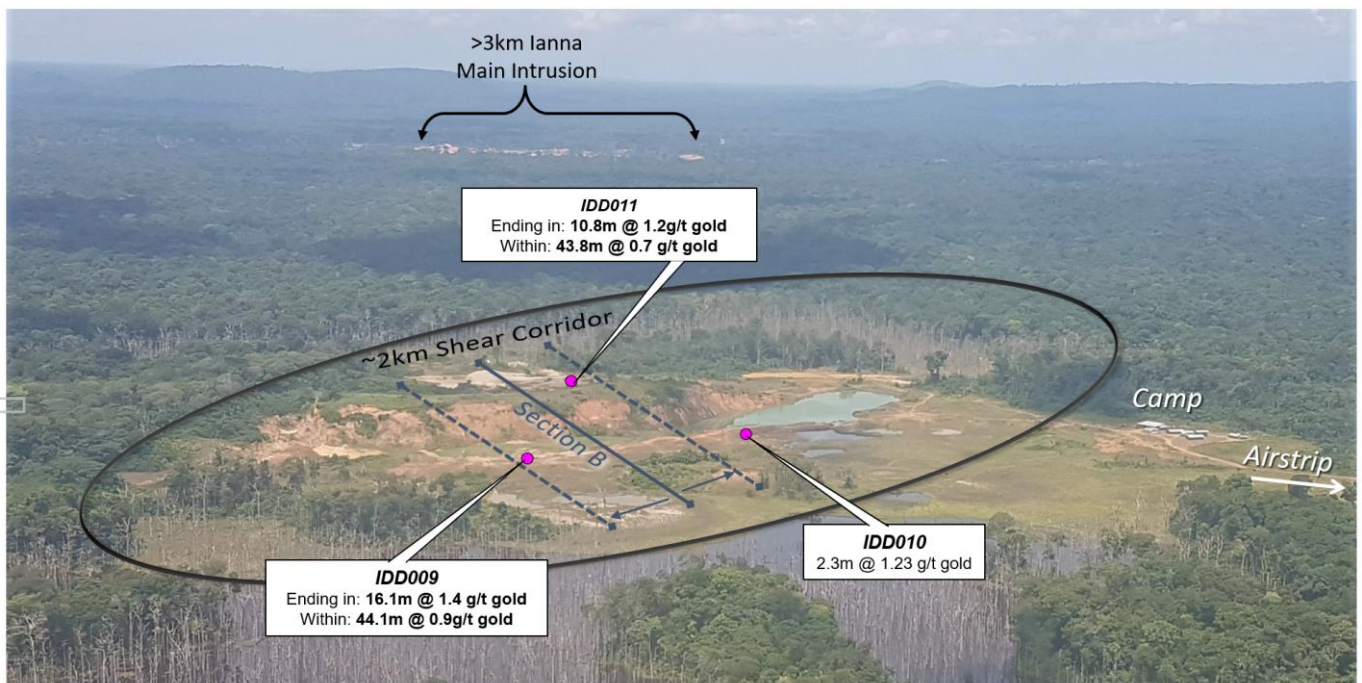 >3km Ianna
Main Intrusion
IDD011
Ending in: 10.8m @ 1.2g/t gold
Within: 43.8m @ 0.7 g/t gold
~2km Shear Corridor
Section B
Camp
Airstrip
IDD010
2.3m @ 1.23 g/t gold
IDD009
Ending in: 16.1m @ 1.4 g/t gold
Within: 44.1m @ 0.9g/t gold